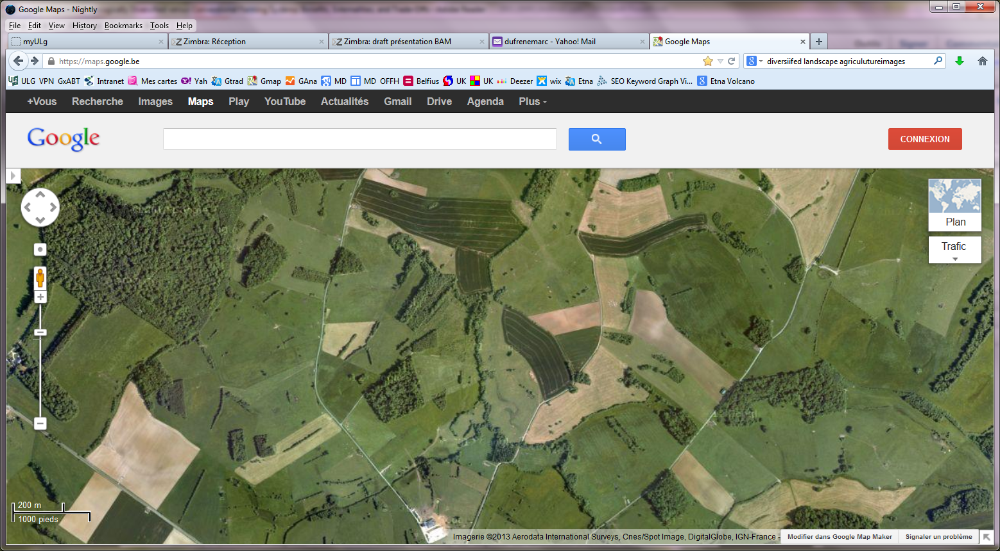 Google Maps - Nightly
File Edit View History Bookmarks Tools Help
myULg Zimbra: Réception Zimbra: draft présentation BAM dufrenemarc - Yahoo! Mail Google Maps
https://maps.google.be diversiifed landscape agriculutureimages
ULG VPN GxABT Intranet Mes cartes Yah Gtrad Gmap GAna MD MD OFFH Belfius UK UK Deezer wix Etna SEO Keyword Graph Vi... Etna Volcano
+Vous Recherche Images Maps Play YouTube Actualités Gmail Drive Agenda Plus
Google CONNEXION
Plan
Trafic
200 m
1000 pieds
Imagerie ©2013 Aerodata International Surveys, Cnes/Spot Image, DigitalGlobe, IGN-France - Modifier dans Google Map Maker Signaler un problème